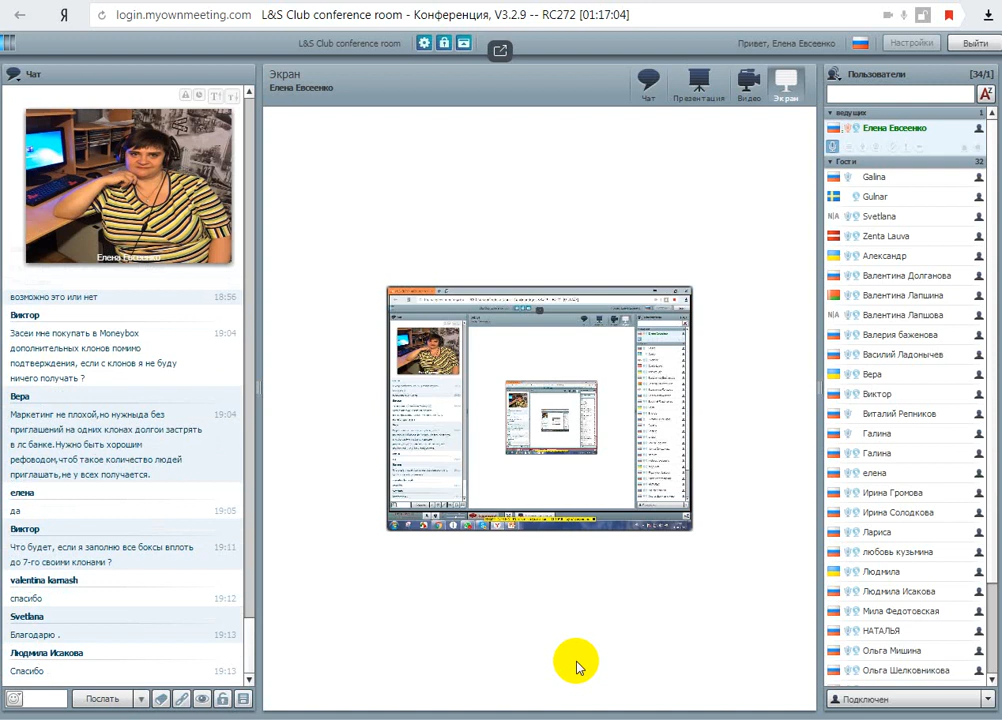 Я
login.myownmeeting.com L&S Club conference room - Конференция, V3.2.9 -- RC272 [01:17:04]
L&S Club conference room
Привет, Елена Евсеенко
Настройки
Выйти
Чат
Елена Евсеенко
возможно это или нет 18:56
Виктор
Засеи мне покупать в Moneybox 19:04
дополнительных клонов помимо
подтверждения, если с клонов я не буду
ничего получать ?
Вера
Маркетинг не плохой,но нужныда без 19:04
приглашений на одних клонах долгои застрять
в лс банке.Нужно быть хорошим
рефоводом,чтоб такое количество людей
приглашать,не у всех получается.
елена
да 19:05
Виктор
Что будет, если я заполню все боксы вплоть 19:11
до 7-го своими клонами ?
valentina karnash
спасибо 19:12
Svetlana
Благодарю . 19:13
Людмила Исакова
Спасибо 19:13
Послать
Экран
Елена Евсеенко
Чат
Презентация
Видео
Экран
Пользователи [34/1]
ведущих 1
Елена Евсеенко
Гости 32
Galina
Gulnar
N/A Svetlana
Zenta Lauva
Александр
Валентина Долганова
Валентина Лапшина
N/A Валентина Лапшова
Валерия баженова
Василий Ладонычев
Вера
Виктор
Виталий Репников
Галина
Галина
елена
Ирина Громова
Ирина Солодкова
Лариса
любовь кузьмина
Людмила
Людмила Исакова
Мила Федотовская
НАТАЛЬЯ
Ольга Мишина
Ольга Шелковникова
Подключен